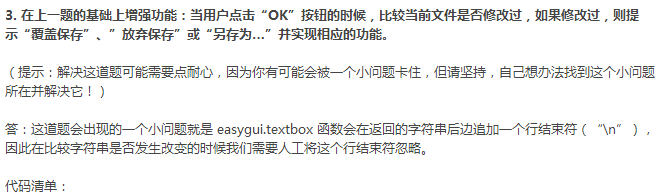 3. 在上一题的基础上增强功能：当用户点击“OK”按钮的时候，比较当前文件是否修改过，如果修改过，则提
示“覆盖保存”、”放弃保存”或“另存为…”并实现相应的功能。
（提示：解决这道题可能需要点耐心，因为你有可能会被一个小问题卡住，但请坚持，自己想办法找到这个小问题
所在并解决它！）
答：这道题会出现的一个小问题就是 easygui.textbox 函数会在返回的字符串后边追加一个行结束符（“\n”），
因此在比较字符串是否发生改变的时候我们需要人工将这个行结束符忽略。
代码清单：